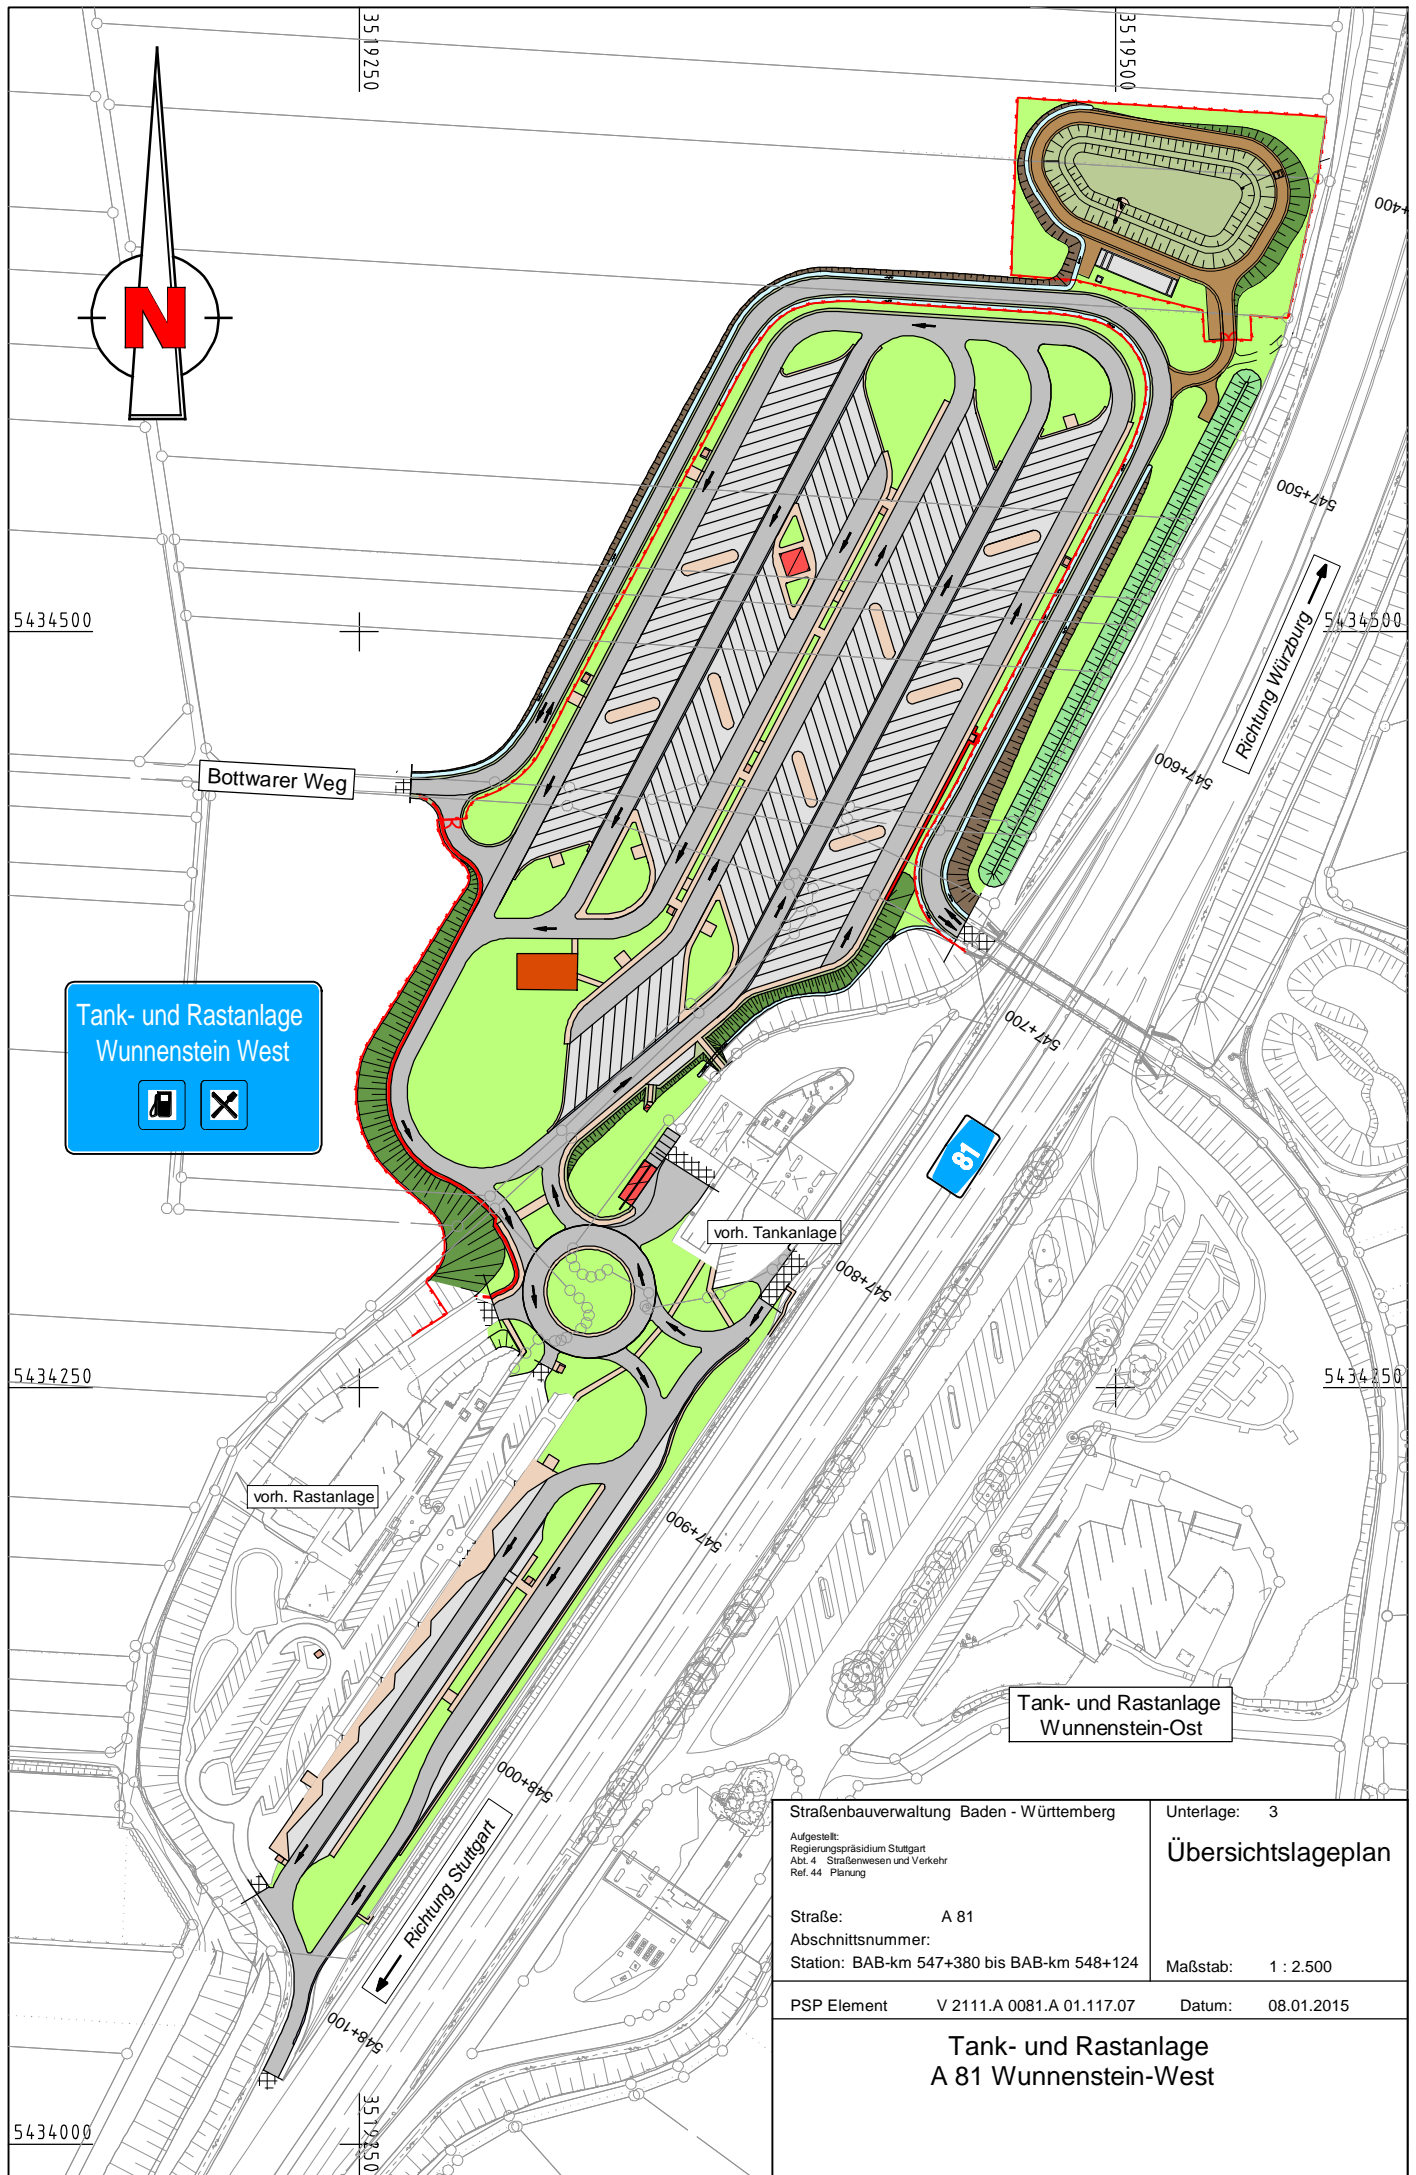 3519250
3519500
N
400
547+500
5434500
5434500
Richtung Würzburg
547+600
Bottwarer Weg
Tank- und Rastanlage
Wunnenstein West
547+700
81
vorh. Tankanlage
547+800
5434250
5434250
vorh. Rastanlage
547+900
Tank- und Rastanlage
Wunnenstein-Ost
548+000
Richtung Stuttgart
548+100
5434000
3519250
Straßenbauverwaltung Baden - Württemberg
Aufgestellt:
Regierungspräsidium Stuttgart
Abt. 4 Straßenwesen und Verkehr
Ref. 44 Planung
Straße: A 81
Abschnittsnummer:
Station: BAB-km 547+380 bis BAB-km 548+124
Unterlage: 3
Übersichtslageplan
Maßstab: 1 : 2.500
PSP Element V 2111.A 0081.A 01.117.07
Datum: 08.01.2015
Tank- und Rastanlage
A 81 Wunnenstein-West